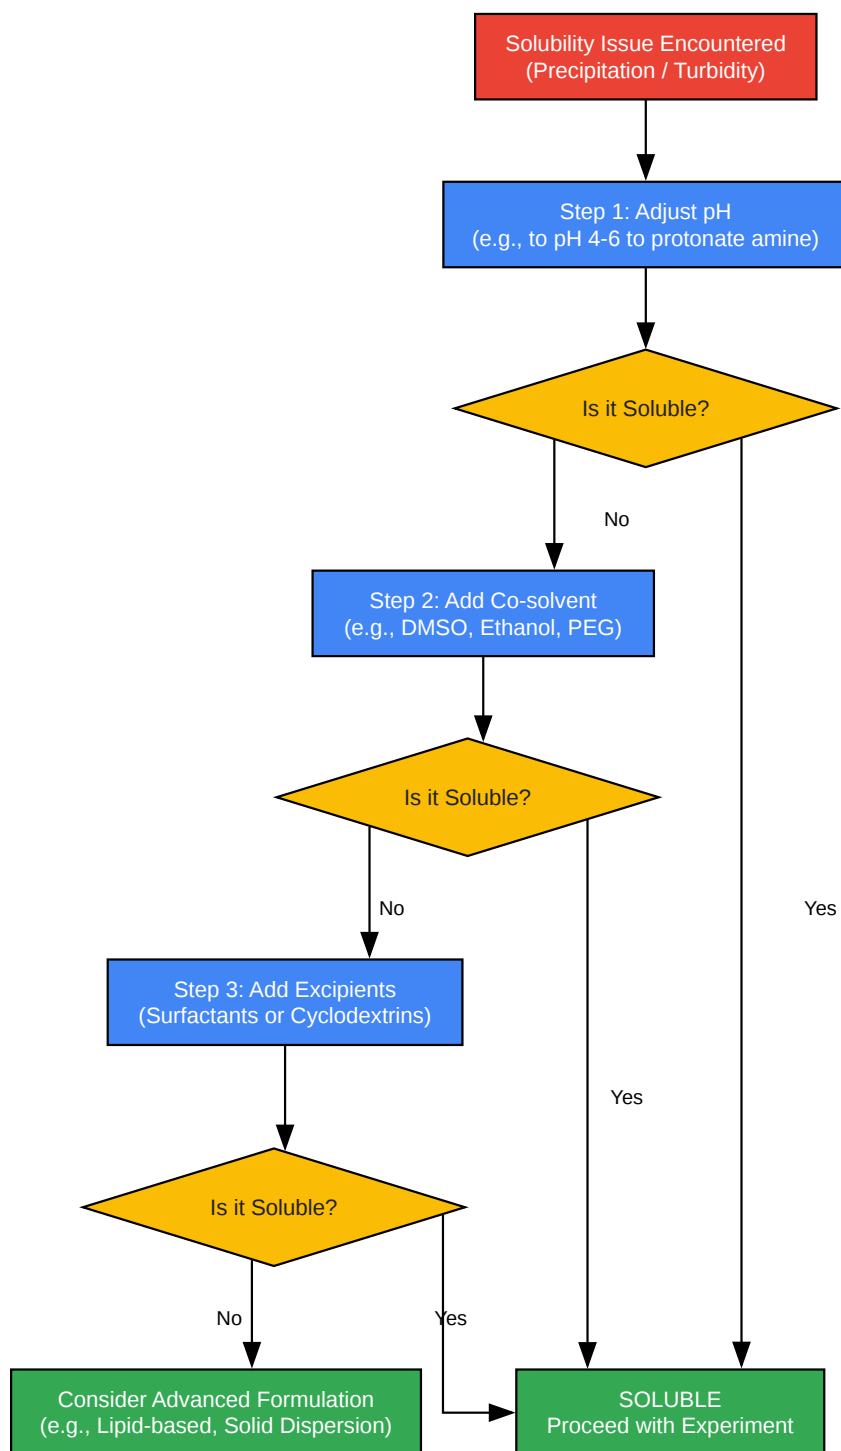 Solubility Issue Encountered
(Precipitation / Turbidity)
Step 1: Adjust pH
(e.g., to pH 4-6 to protonate amine)
Is it Soluble?
No
Step 2: Add Co-solvent
(e.g., DMSO, Ethanol, PEG)
Is it Soluble?
No
Yes
Step 3: Add Excipients
(Surfactants or Cyclodextrins)
Yes
Is it Soluble?
No
Yes
Consider Advanced Formulation
(e.g., Lipid-based, Solid Dispersion)
SOLUBLE
Proceed with Experiment